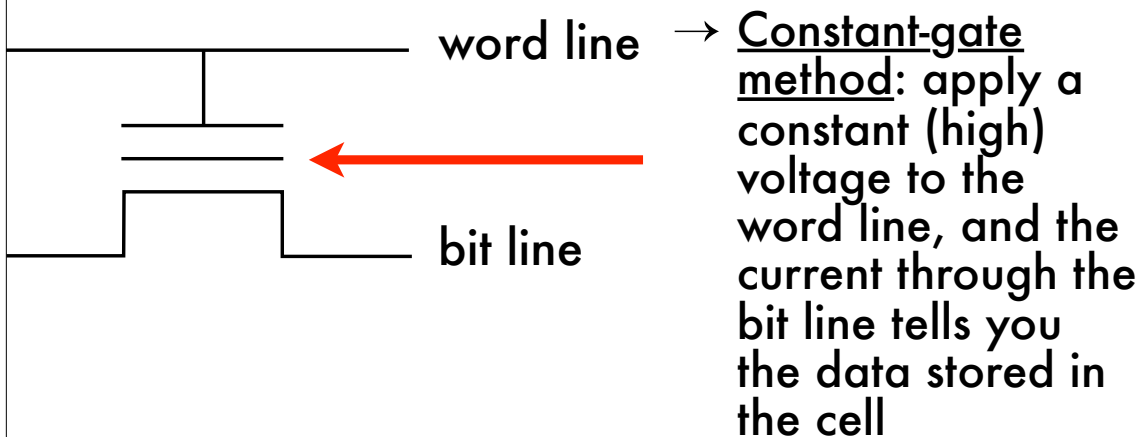 word line
bit line
→ Constant-gate
method: apply a
constant (high)
voltage to the
word line, and the
current through the
bit line tells you
the data stored in
the cell